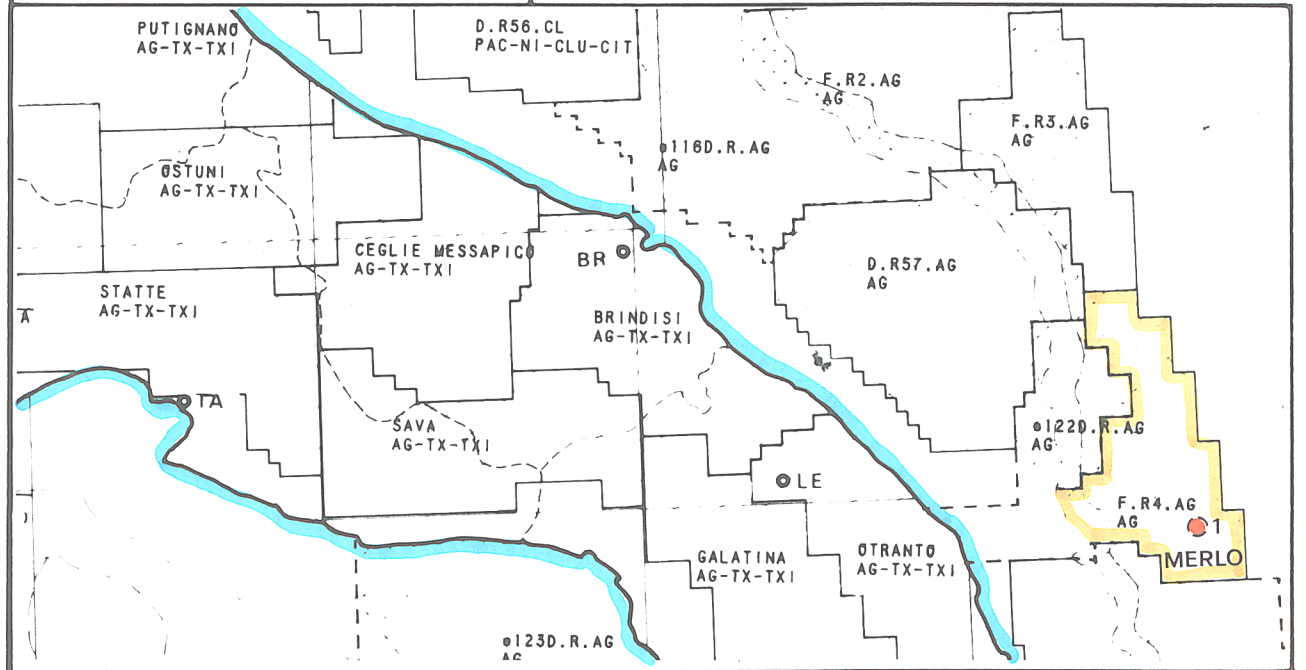 PUTIGNANO
AG-TX-TXI
D.R56.CL
PAC-NI-CLU-CIT
F.R2.AG
AG
F.R3.AG
AG
116D.R.AG
AG
OSTUNI
AG-TX-TXI
CEGLIE MESSAPICO
AG-TX-TXI
BR
D.R57.AG
AG
STATTE
AG-TX-TXI
A
BRINDISI
AG-TX-TXI
TA
SAVA
AG-TX-TXI
122D.R.AG
AG
LE
F.R4.AG
AG
1
MERLO
GALATINA
AG-TX-TXI
OTRANTO
AG-TX-TXI
123D.R.AG
AG